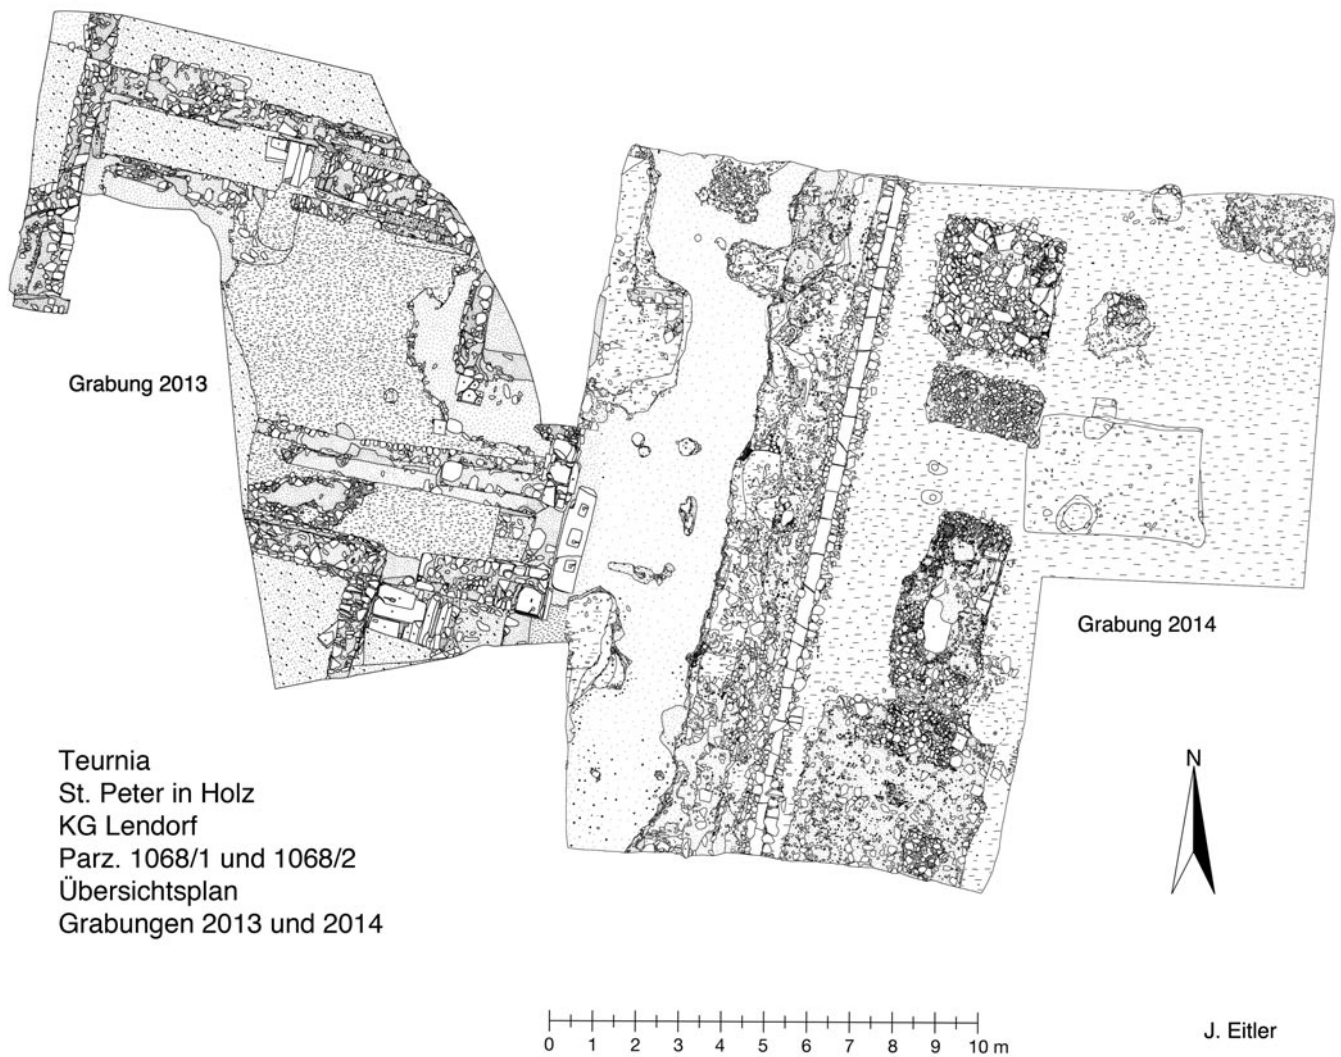 Grabung 2013
Grabung 2014
Teurnia
St. Peter in Holz
KG Lendorf
Parz. 1068/1 und 1068/2
Übersichtsplan
Grabungen 2013 und 2014
N
0 1 2 3 4 5 6 7 8 9 10 m
J. Eitler